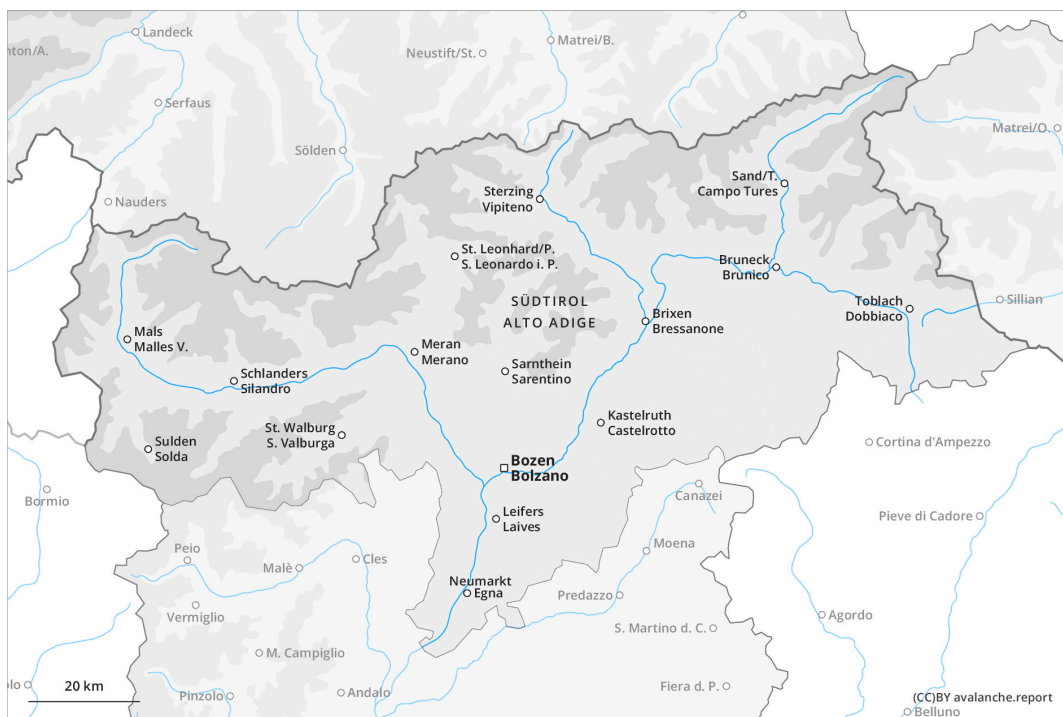 Landeck
nton/A.
Neustift/St.
Matrei/B.
Serfaus
Matrei/O.
Sölden
Sand/T.
Campo Tures
Sterzing
Vipiteno
Nauders
St. Leonhard/P.
S. Leonardo i. P.
Bruneck
Brunico
SÜDTIROL
ALTO ADIGE
Toblach
Dobbiaco
Sillian
Brixen
Bressanone
Mals
Malles V.
Meran
Merano
Sarnthein
Sarentino
Schlanders
Silandro
Kastelruth
Castelrotto
St. Walburg
S. Valburga
Sulden
Solda
Cortina d'Ampezzo
Bozen
Bolzano
Bormio
Canazei
Leifers
Laives
Pieve di Cadore
Peio
Moena
Cles
Malè
Neumarkt
Egna
Predazzo
Vermiglio
Agordo
S. Martino d. C.
M. Campiglio
olo
20 km
Pinzolo
Andalo
Fiera d. P.
(CC)BY avalanche.report
Belluno